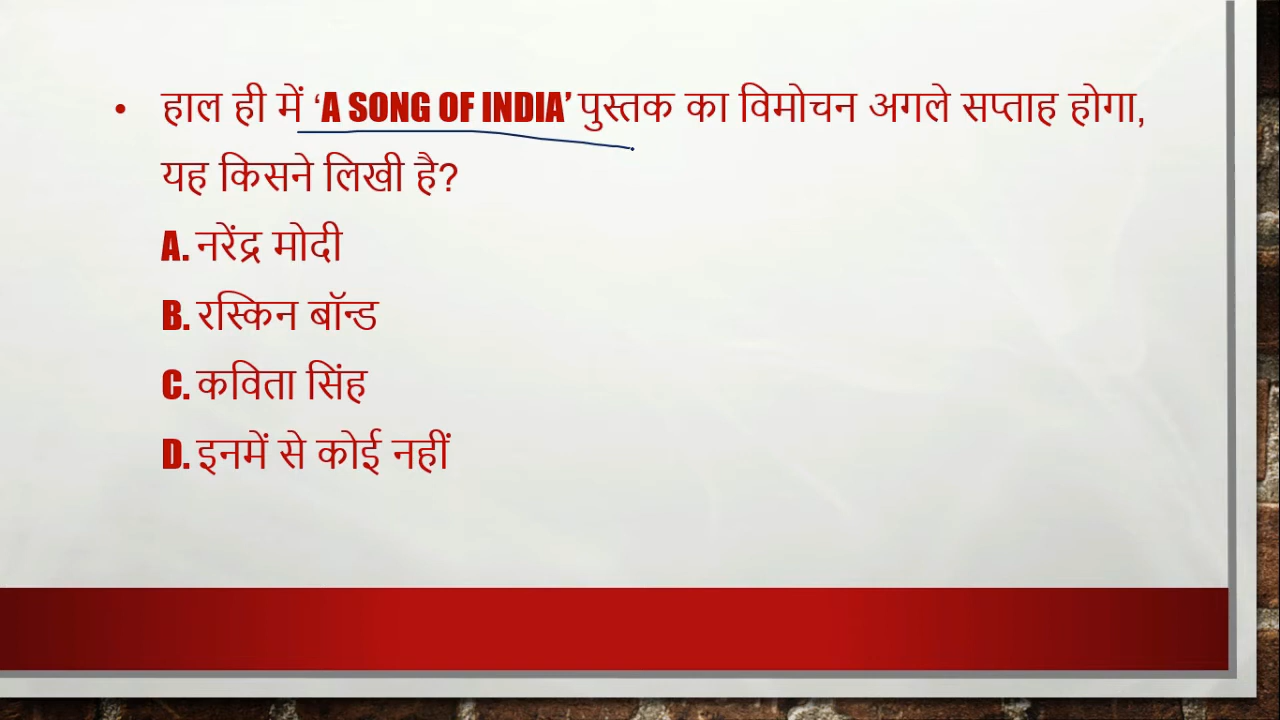 • हाल ही में ‘A SONG OF INDIA’ पुस्तक का विमोचन अगले सप्ताह होगा,
यह किसने लिखी है?
A. नरेंद्र मोदी
B. रस्किन बॉन्ड
C. कविता सिंह
D. इनमें से कोई नहीं